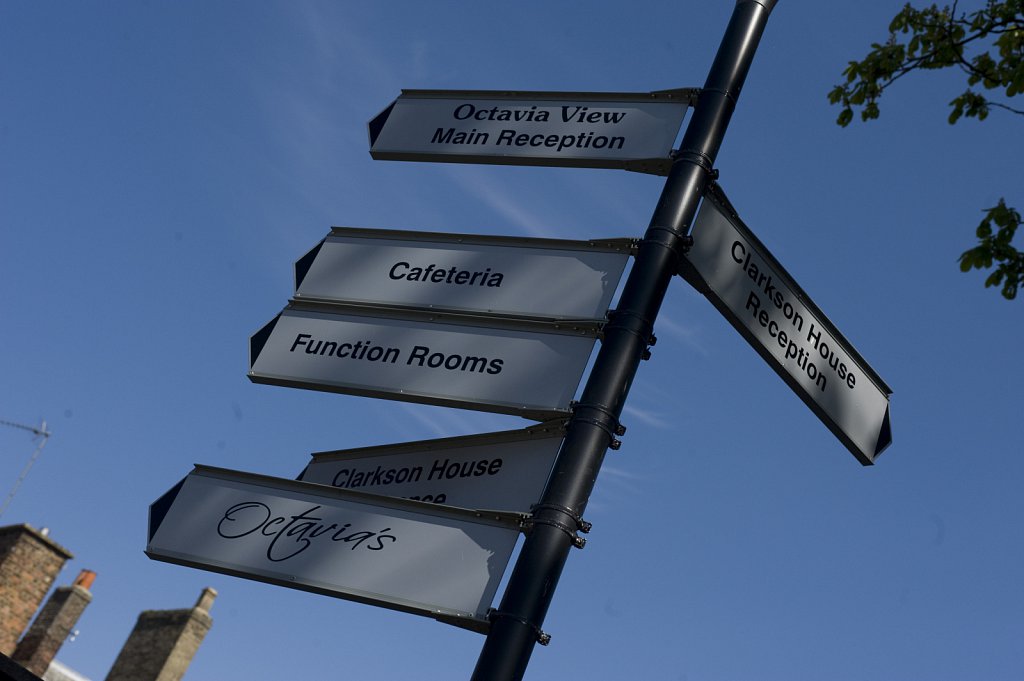 Octavia View
Main Reception
Clarkson House
Reception
Cafeteria
Function Rooms
Clarkson House
Octavia's